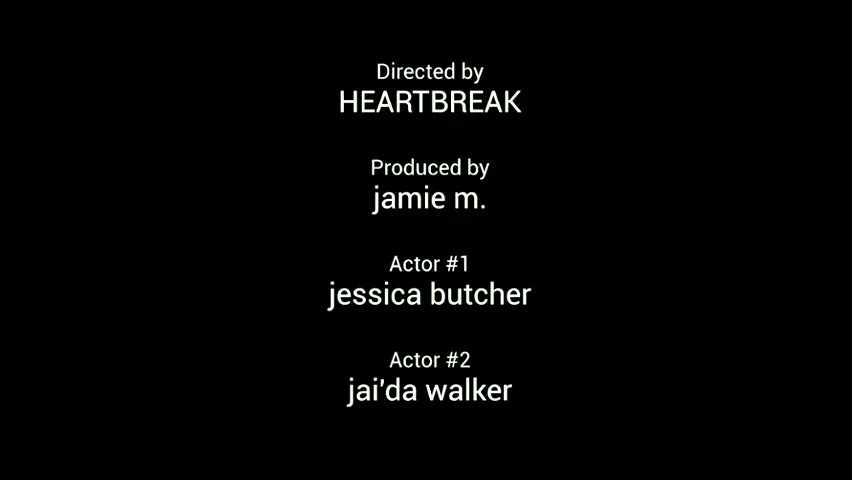 Directed by
HEARTBREAK
Produced by
jamie m.
Actor #1
jessica butcher
Actor #2
jai'da walker